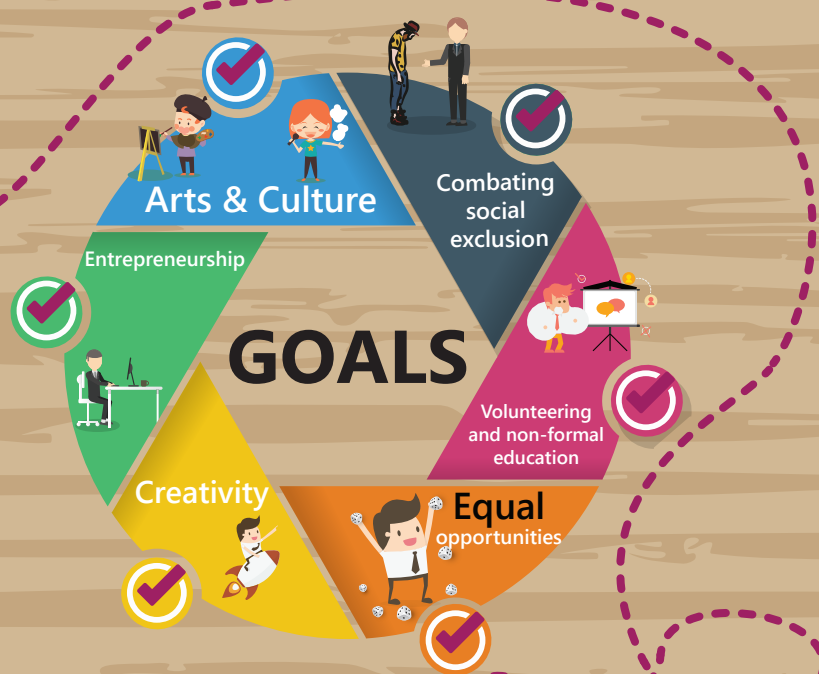 Arts & Culture
Combating
social
exclusion
Entrepreneurship
GOALS
Volunteering
and non-formal
education
Creativity
Equal
opportunities